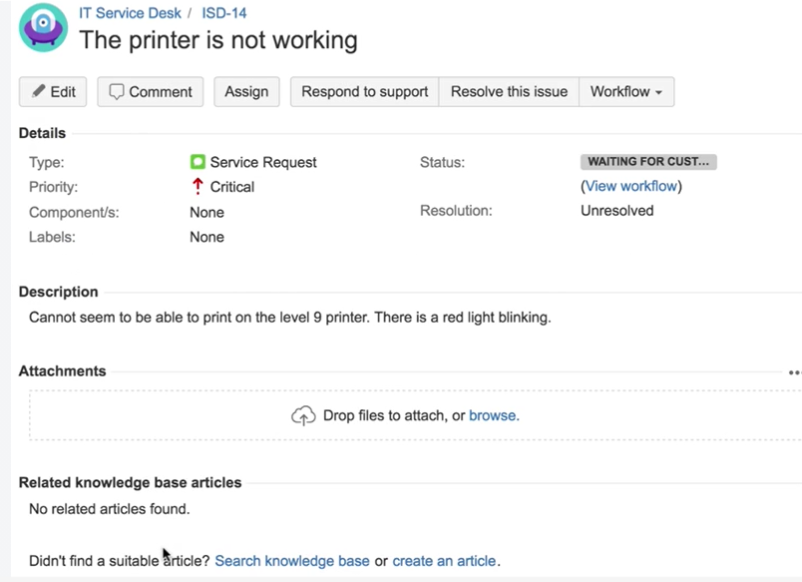 IT Service Desk / ISD-14
The printer is not working
Edit Comment Assign Respond to support Resolve this issue Workflow
Details
Type: Service Request Status: WAITING FOR CUST...
Priority: Critical (View workflow)
Component/s: None Resolution: Unresolved
Labels: None
Description
Cannot seem to be able to print on the level 9 printer. There is a red light blinking.
Attachments
Drop files to attach, or browse.
Related knowledge base articles
No related articles found.
Didn't find a suitable article? Search knowledge base or create an article.